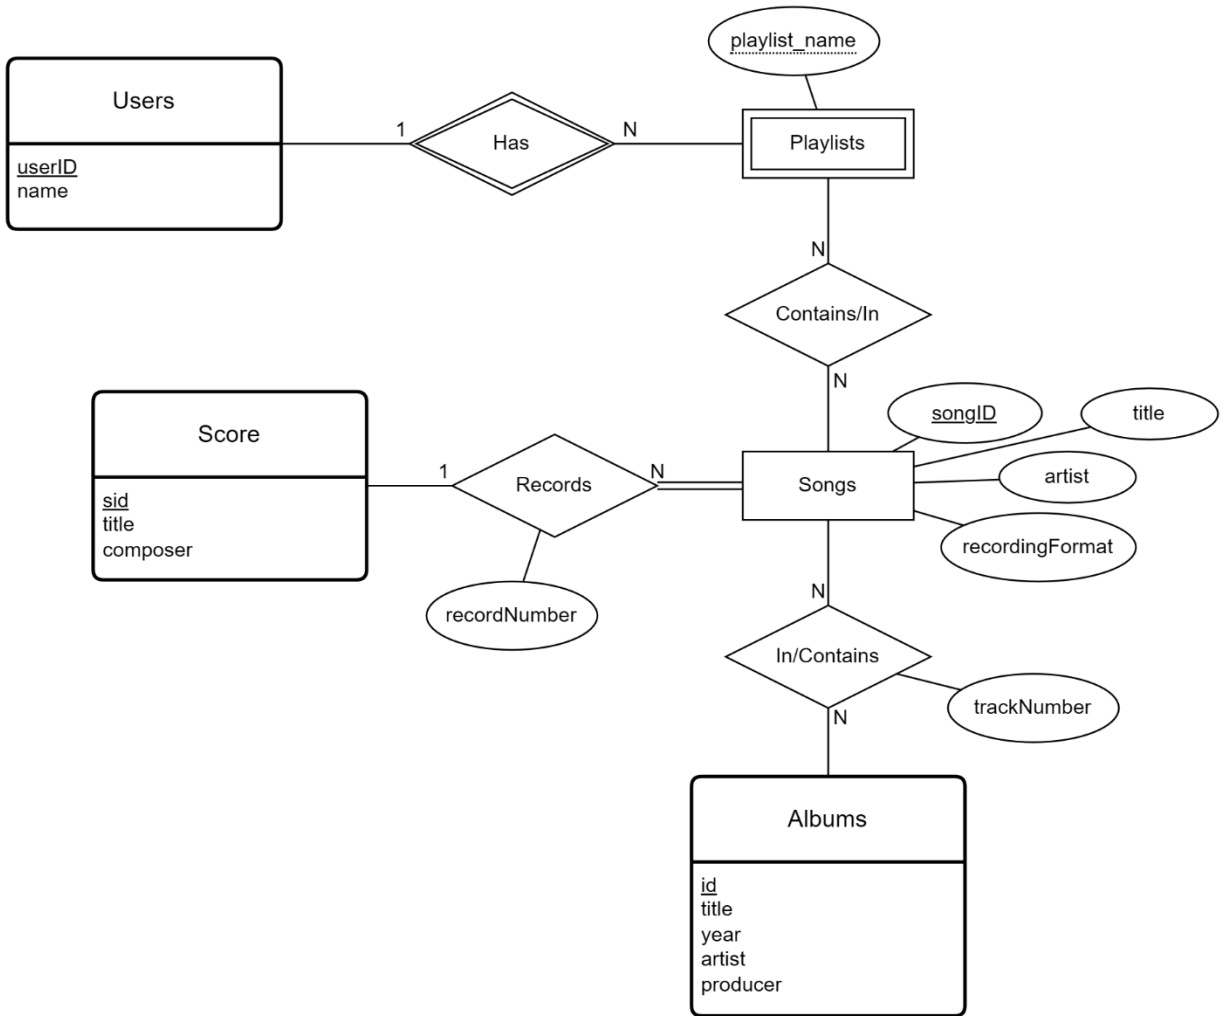 playlist_name
Users
1
Has
N
Playlists
userID
name
N
Contains/In
N
songID
title
Score
1
Records
N
Songs
artist
sid
title
composer
recordingFormat
recordNumber
N
In/Contains
trackNumber
N
Albums
id
title
year
artist
producer